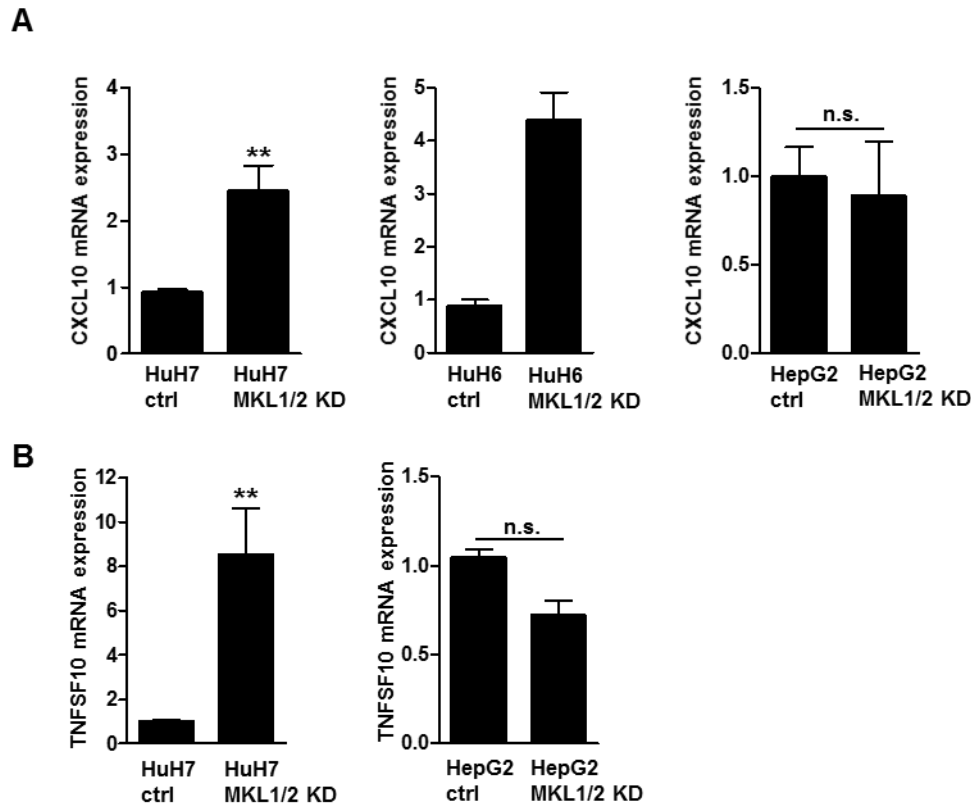 A
CXCL10 mRNA expression
4
3
2
1
0
**
HuH7
ctrl
HuH7
MKL1/2 KD
CXCL10 mRNA expression
5
4
3
2
1
0
HuH6
ctrl
HuH6
MKL1/2 KD
CXCL10 mRNA expression
1.5
1.0
0.5
0.0
n.s.
HepG2
ctrl
HepG2
MKL1/2 KD
B
TNFSF10 mRNA expression
12
10
8
6
4
2
0
**
HuH7
ctrl
HuH7
MKL1/2 KD
TNFSF10 mRNA expression
1.5
1.0
0.5
0.0
n.s.
HepG2
ctrl
HepG2
MKL1/2 KD